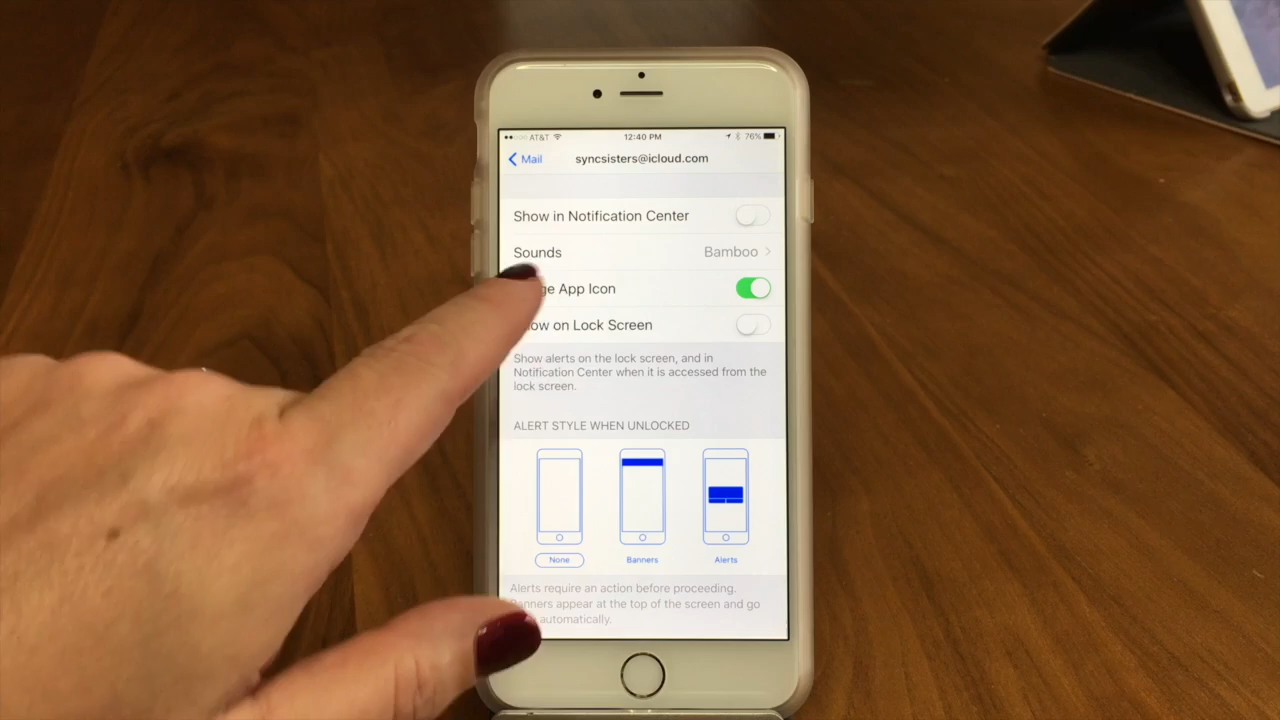 AT&T 12:40 PM 76%
Mail syncsisters@icloud.com
Show in Notification Center
Sounds Bamboo
App Icon
on Lock Screen
Show alerts on the lock screen, and in
Notification Center when it is accessed from the
lock screen.
ALERT STYLE WHEN UNLOCKED
None Banners Alerts
Alerts require an action before proceeding.
Banners appear at the top of the screen and go
automatically.